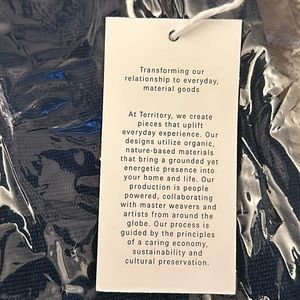 Transforming our
relationship to everyday,
material goods
At Territory, we create
pieces that uplift
everyday experience. Our
designs utilize organic,
nature-based materials
that bring a grounded yet
energetic presence into
your home and life. Our
production is people
powered, collaborating
with master weavers and
artists from around the
globe. Our process is
guided by the principles
of a caring economy,
sustainability and
cultural preservation.